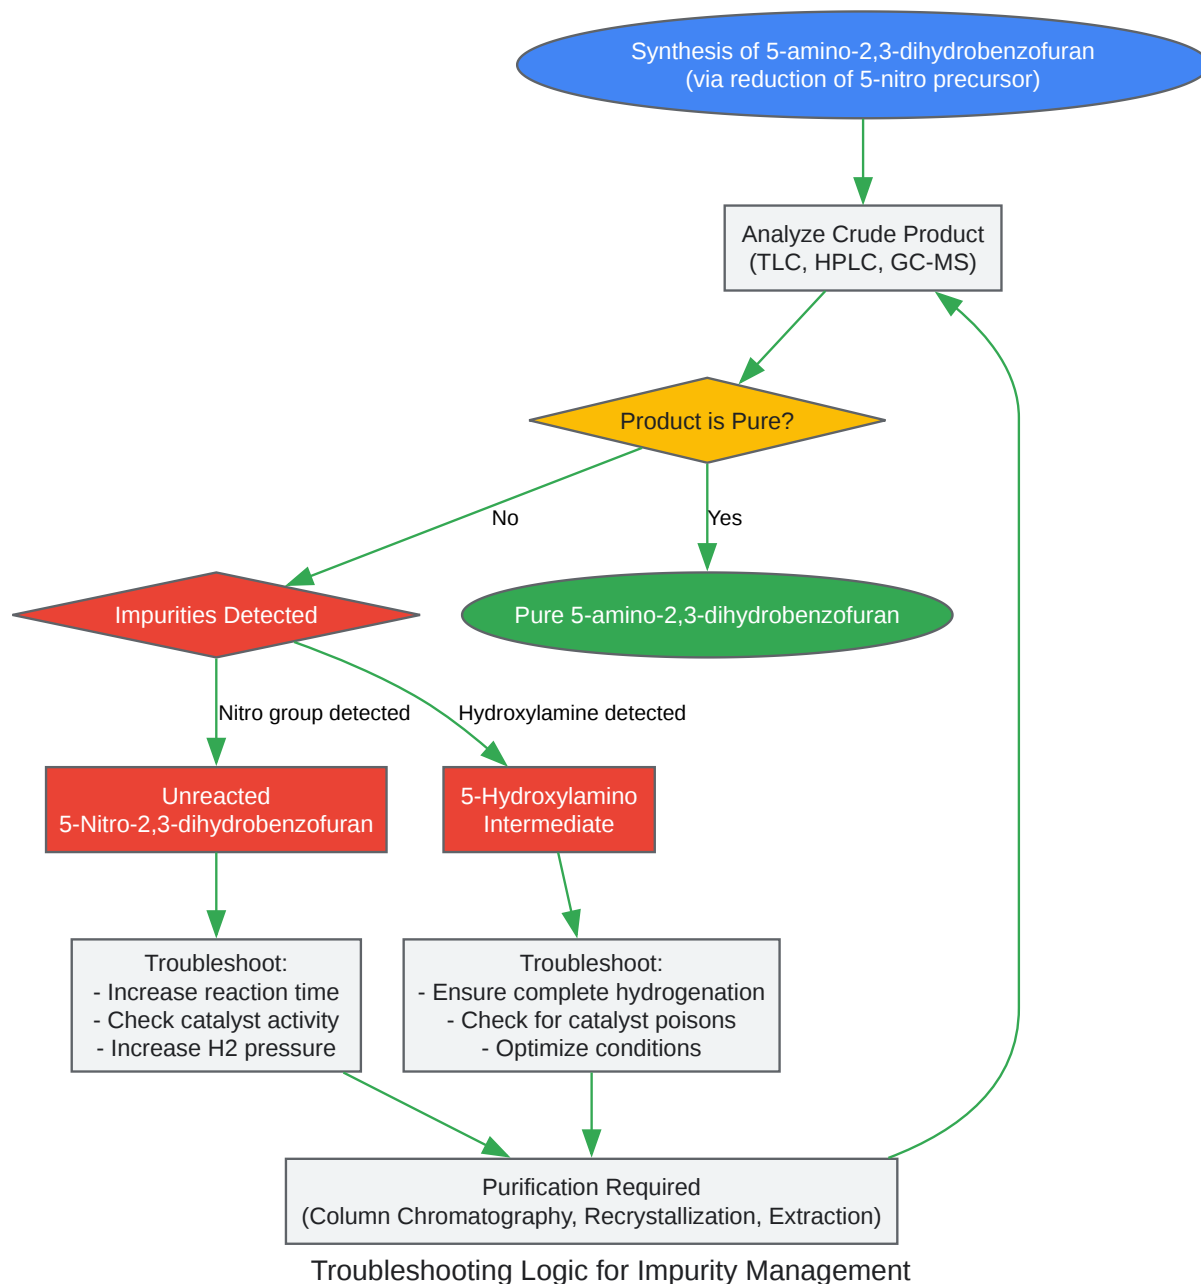 Synthesis of 5-amino-2,3-dihydrobenzofuran
(via reduction of 5-nitro precursor)
Analyze Crude Product
(TLC, HPLC, GC-MS)
Product is Pure?
No
Yes
Impurities Detected
Pure 5-amino-2,3-dihydrobenzofuran
Nitro group detected
Hydroxylamine detected
Unreacted
5-Nitro-2,3-dihydrobenzofuran
5-Hydroxylamino
Intermediate
Troubleshoot:
- Increase reaction time
- Check catalyst activity
- Increase H2 pressure
Troubleshoot:
- Ensure complete hydrogenation
- Check for catalyst poisons
- Optimize conditions
Purification Required
(Column Chromatography, Recrystallization, Extraction)
Troubleshooting Logic for Impurity Management